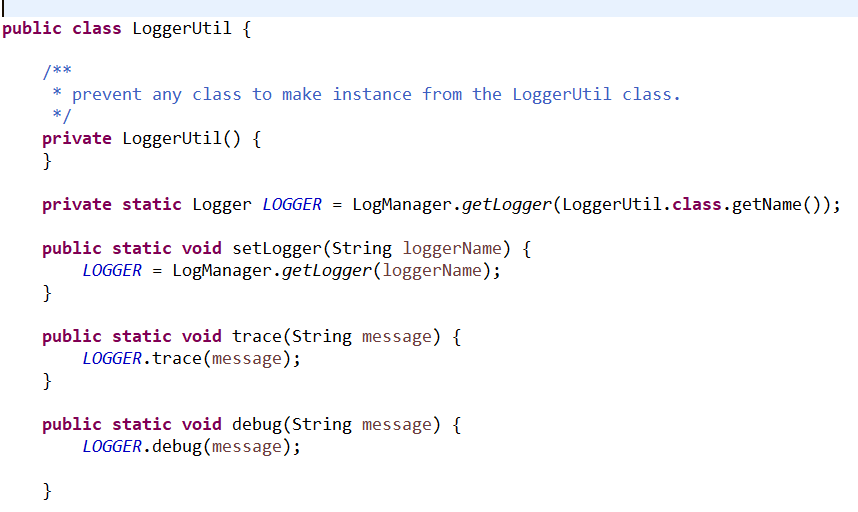 public class LoggerUtil {
/**
* prevent any class to make instance from the LoggerUtil class.
*/
private LoggerUtil() {
}
private static Logger LOGGER = LogManager.getLogger(LoggerUtil.class.getName());
public static void setLogger(String loggerName) {
LOGGER = LogManager.getLogger(loggerName);
}
public static void trace(String message) {
LOGGER.trace(message);
}
public static void debug(String message) {
LOGGER.debug(message);
}